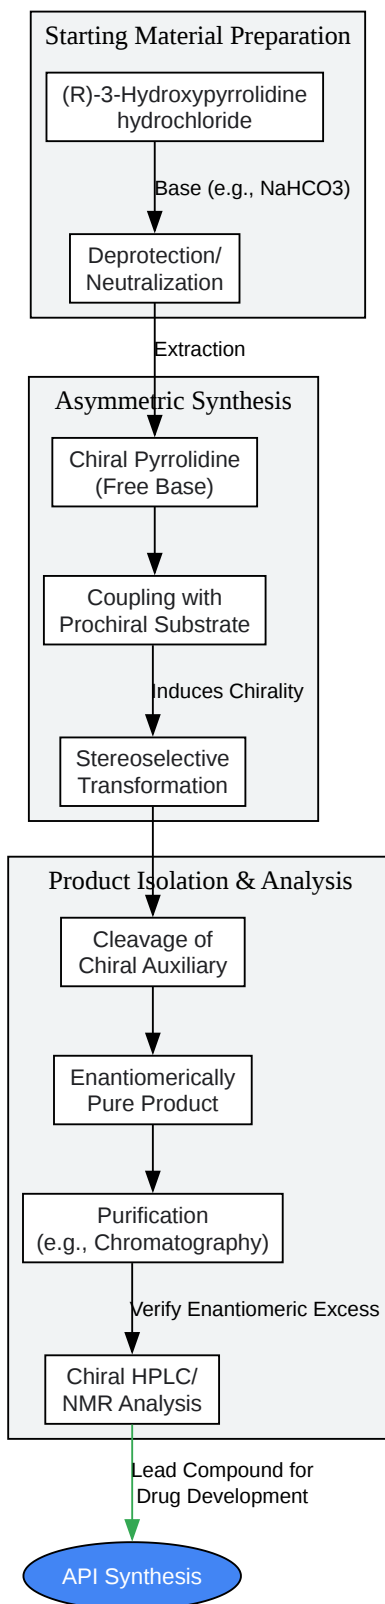 Starting Material Preparation
(R)-3-Hydroxypyrrolidine
hydrochloride
Base (e.g., NaHCO3)
Deprotection/
Neutralization
Extraction
Asymmetric Synthesis
Chiral Pyrrolidine
(Free Base)
Coupling with
Prochiral Substrate
Induces Chirality
Stereoselective
Transformation
Product Isolation & Analysis
Cleavage of
Chiral Auxiliary
Enantiomerically
Pure Product
Purification
(e.g., Chromatography)
Verify Enantiomeric Excess
Chiral HPLC/
NMR Analysis
Lead Compound for
Drug Development
API Synthesis